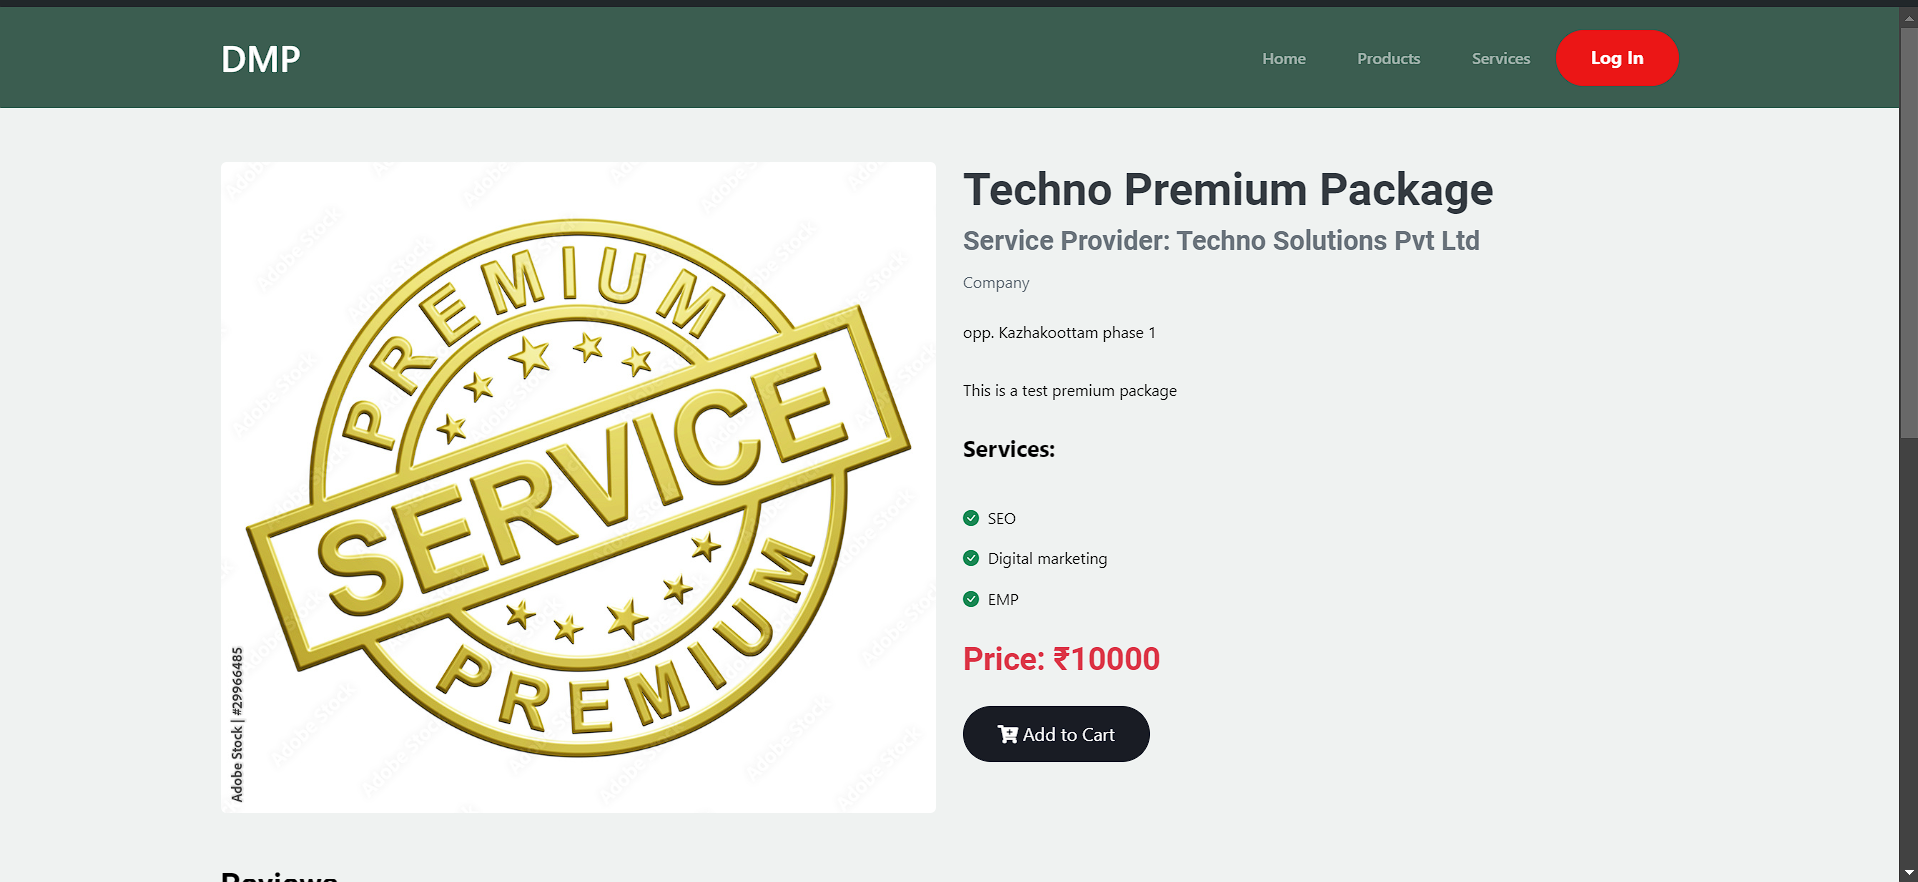 DMP
Home
Products
Services
Log In
PREMIUM
SERVICE
PREMIUM
Adobe Stock | #29966485
Techno Premium Package
Service Provider: Techno Solutions Pvt Ltd
Company
opp. Kazhakoottam phase 1
This is a test premium package
Services:
SEO
Digital marketing
EMP
Price: ₹10000
Add to Cart
Reviews